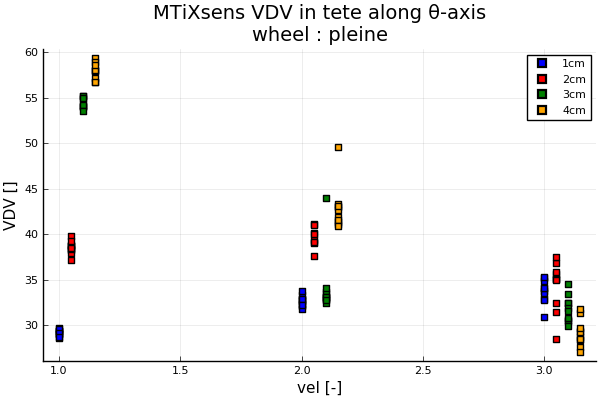 MTiXsens VDV in tete along θ-axis
wheel : pleine
1cm
2cm
3cm
4cm
VDV []
60
55
50
45
40
35
30
1.0 1.5 2.0 2.5 3.0
vel [-]